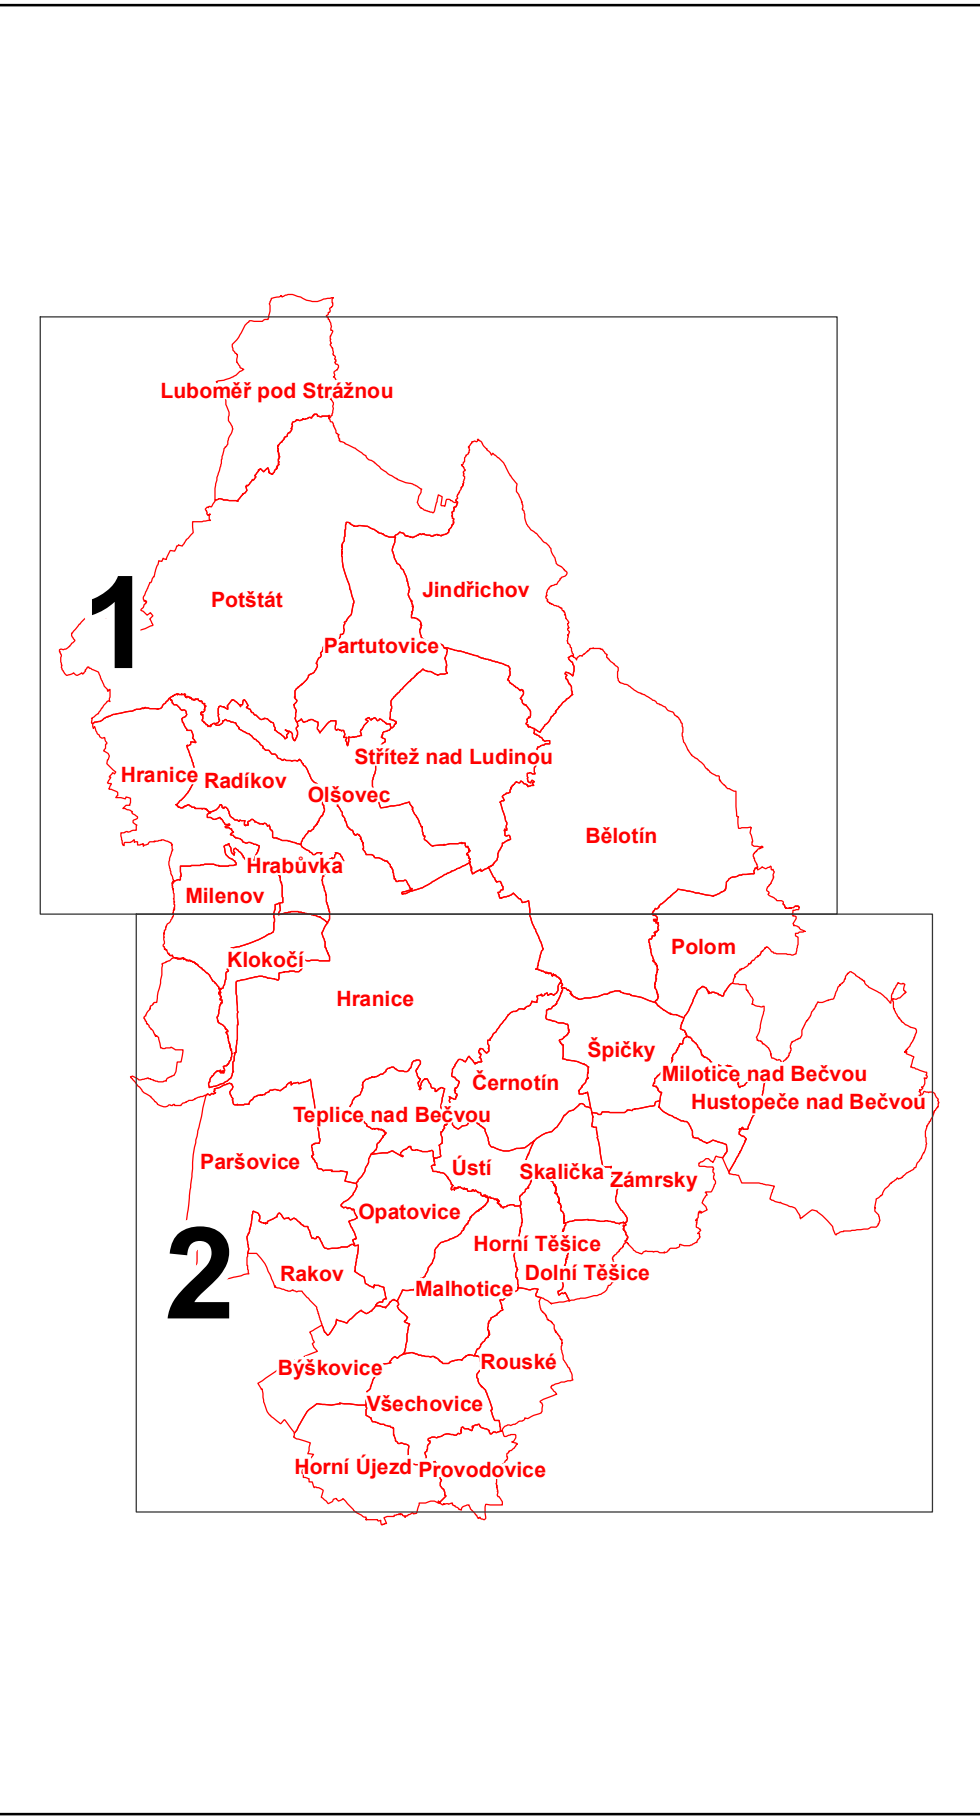 Luboměř pod Strážnou
1
Potštát
Jindřichov
Partutovice
Střítež nad Ludinou
Hranice
Radíkov
Olšovec
Bělotín
Hrabůvka
Milenov
Polom
Klokočí
Hranice
Špičky
Černotín
Milotice nad Bečvou
Hustopeče nad Bečvou
Teplice nad Bečvou
Paršovice
Ústí
Skalička
Zámrsky
Opatovice
2
Horní Těšice
Rakov
Dolní Těšice
Malhotice
Býškovice
Rouské
Všechovice
Horní Újezd
Provodovice